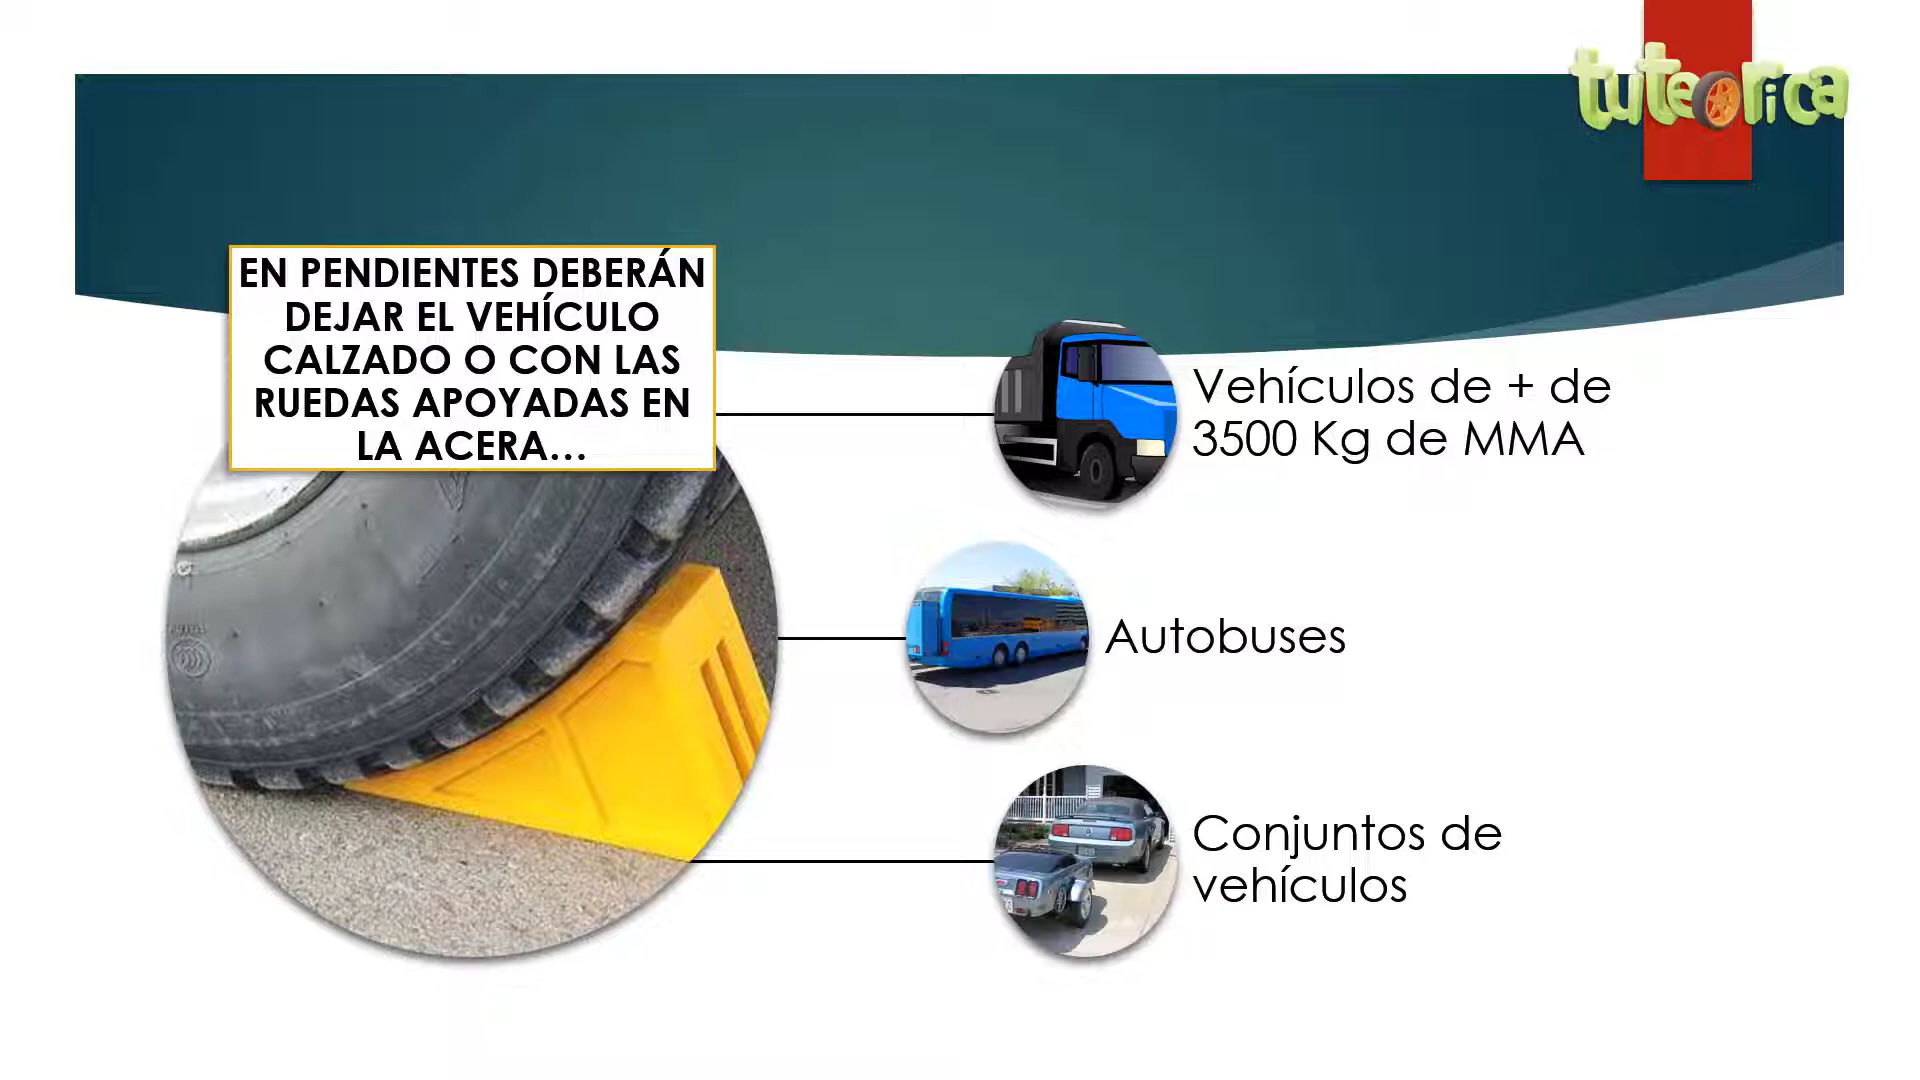 tuteorica
EN PENDIENTES DEBERÁN
DEJAR EL VEHÍCULO
CALZADO O CON LAS
RUEDAS APOYADAS EN
LA ACERA…
Vehículos de + de
3500 Kg de MMA
Autobuses
Conjuntos de
vehículos